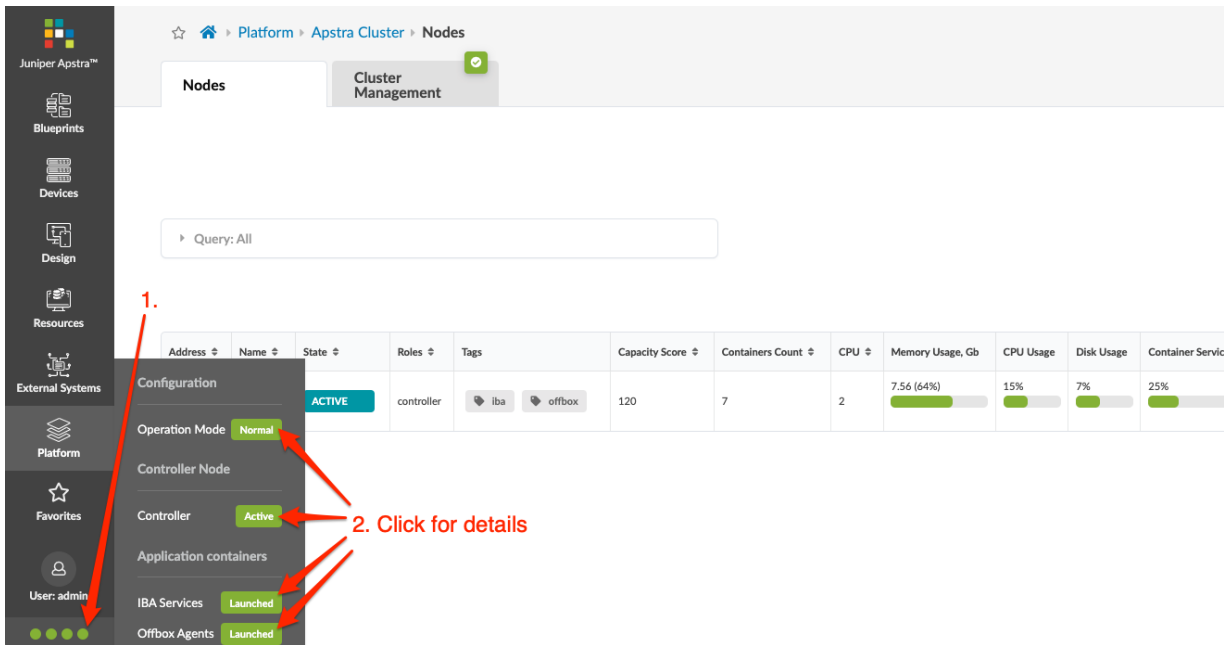 Juniper Apstra™
Blueprints
Devices
Design
Resources
External Systems
Platform
Favorites
User: admin
Platform Apstra Cluster Nodes
Nodes
Cluster
Management
Query: All
1.
Address Name State Roles Tags Capacity Score Containers Count CPU Memory Usage, Gb CPU Usage Disk Usage Container Servic
ACTIVE controller iba offbox 120 7 2 7.56 (64%) 15% 7% 25%
Configuration
Operation Mode Normal
Controller Node
Controller Active
2. Click for details
Application containers
IBA Services Launched
Offbox Agents Launched